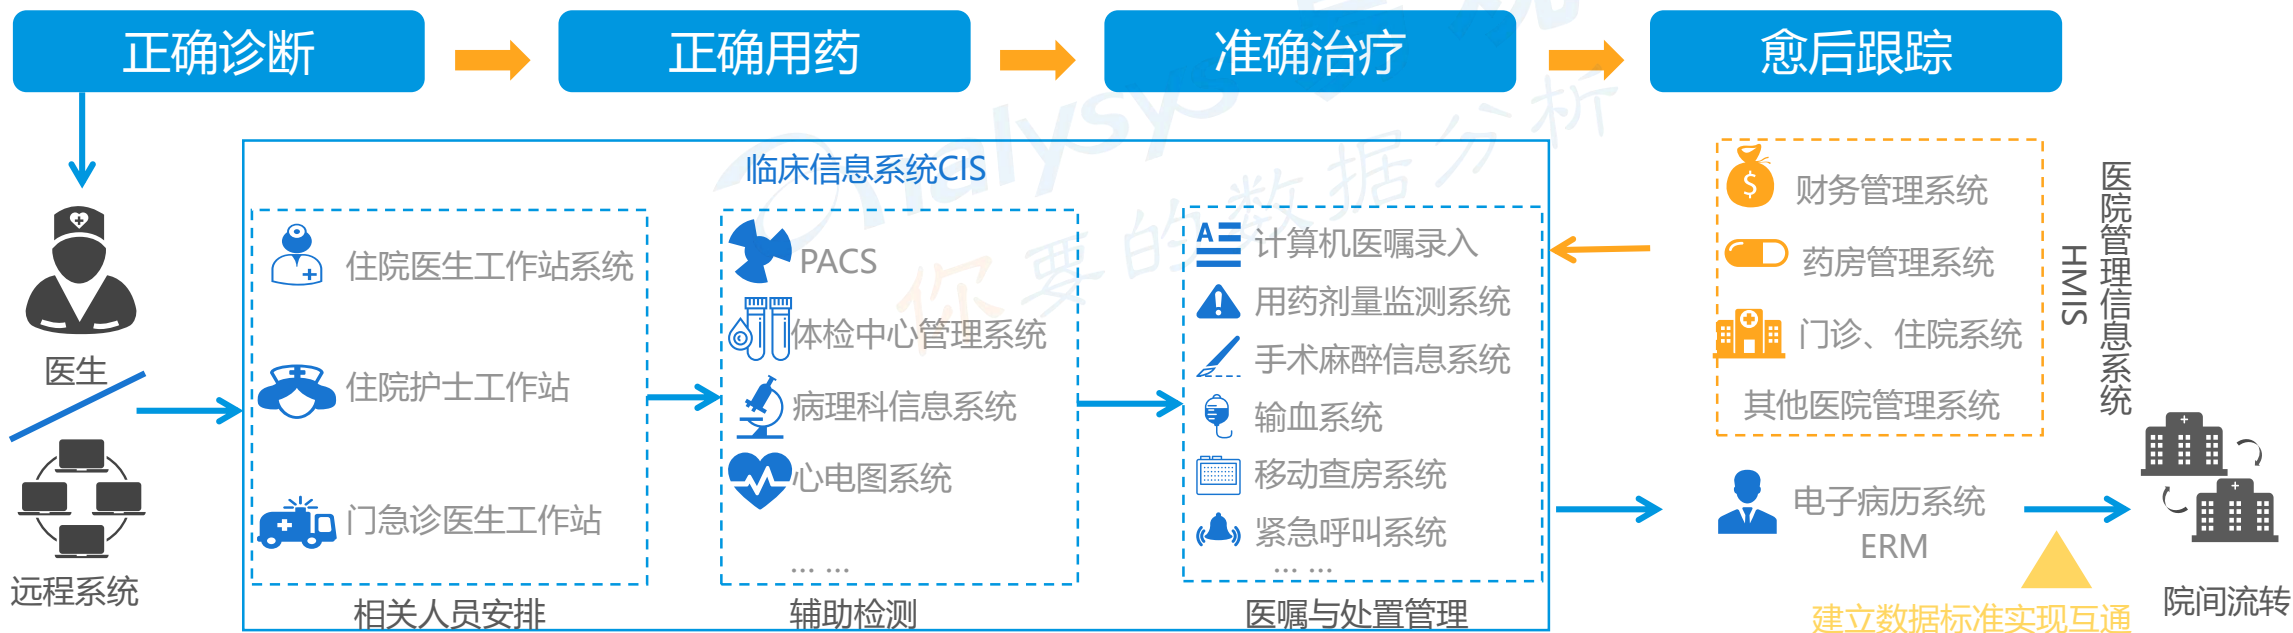 正确诊断
正确用药
准确治疗
愈后跟踪
医生
远程系统
临床信息系统CIS
住院医生工作站系统
住院护士工作站
门急诊医生工作站
相关人员安排
PACS
体检中心管理系统
病理科信息系统
心电图系统
... ...
辅助检测
计算机医嘱录入
用药剂量监测系统
手术麻醉信息系统
输血系统
移动查房系统
紧急呼叫系统
... ...
医嘱与处置管理
财务管理系统
药房管理系统
门诊、住院系统
其他医院管理系统
医院管理信息系统
HMIS
电子病历系统
ERM
建立数据标准实现互通
院间流转
nalysys
你要的数据分析